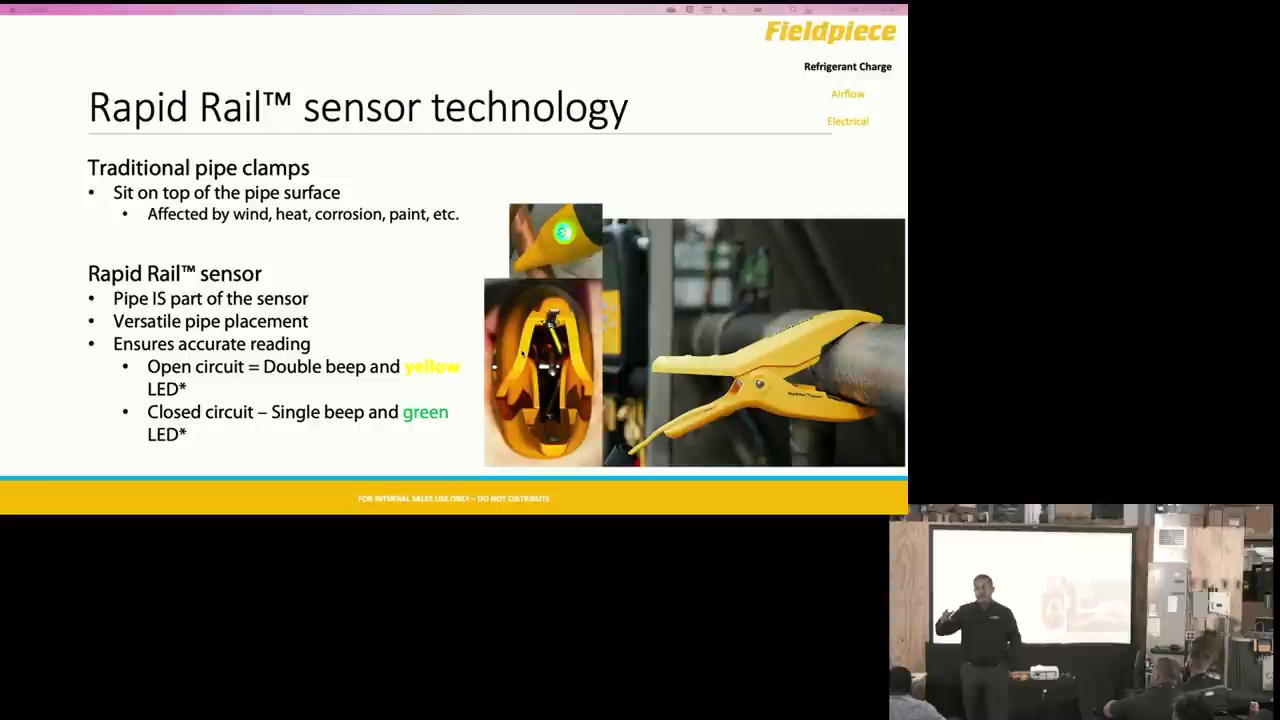 Fieldpiece
Refrigerant Charge
Airflow
Electrical
Rapid Rail™ sensor technology
Traditional pipe clamps
• Sit on top of the pipe surface
• Affected by wind, heat, corrosion, paint, etc.
Rapid Rail™ sensor
• Pipe IS part of the sensor
• Versatile pipe placement
• Ensures accurate reading
• Open circuit = Double beep and yellow
LED*
• Closed circuit – Single beep and green
LED*
FOR INTERNAL SALES USE ONLY – DO NOT DISTRIBUTE